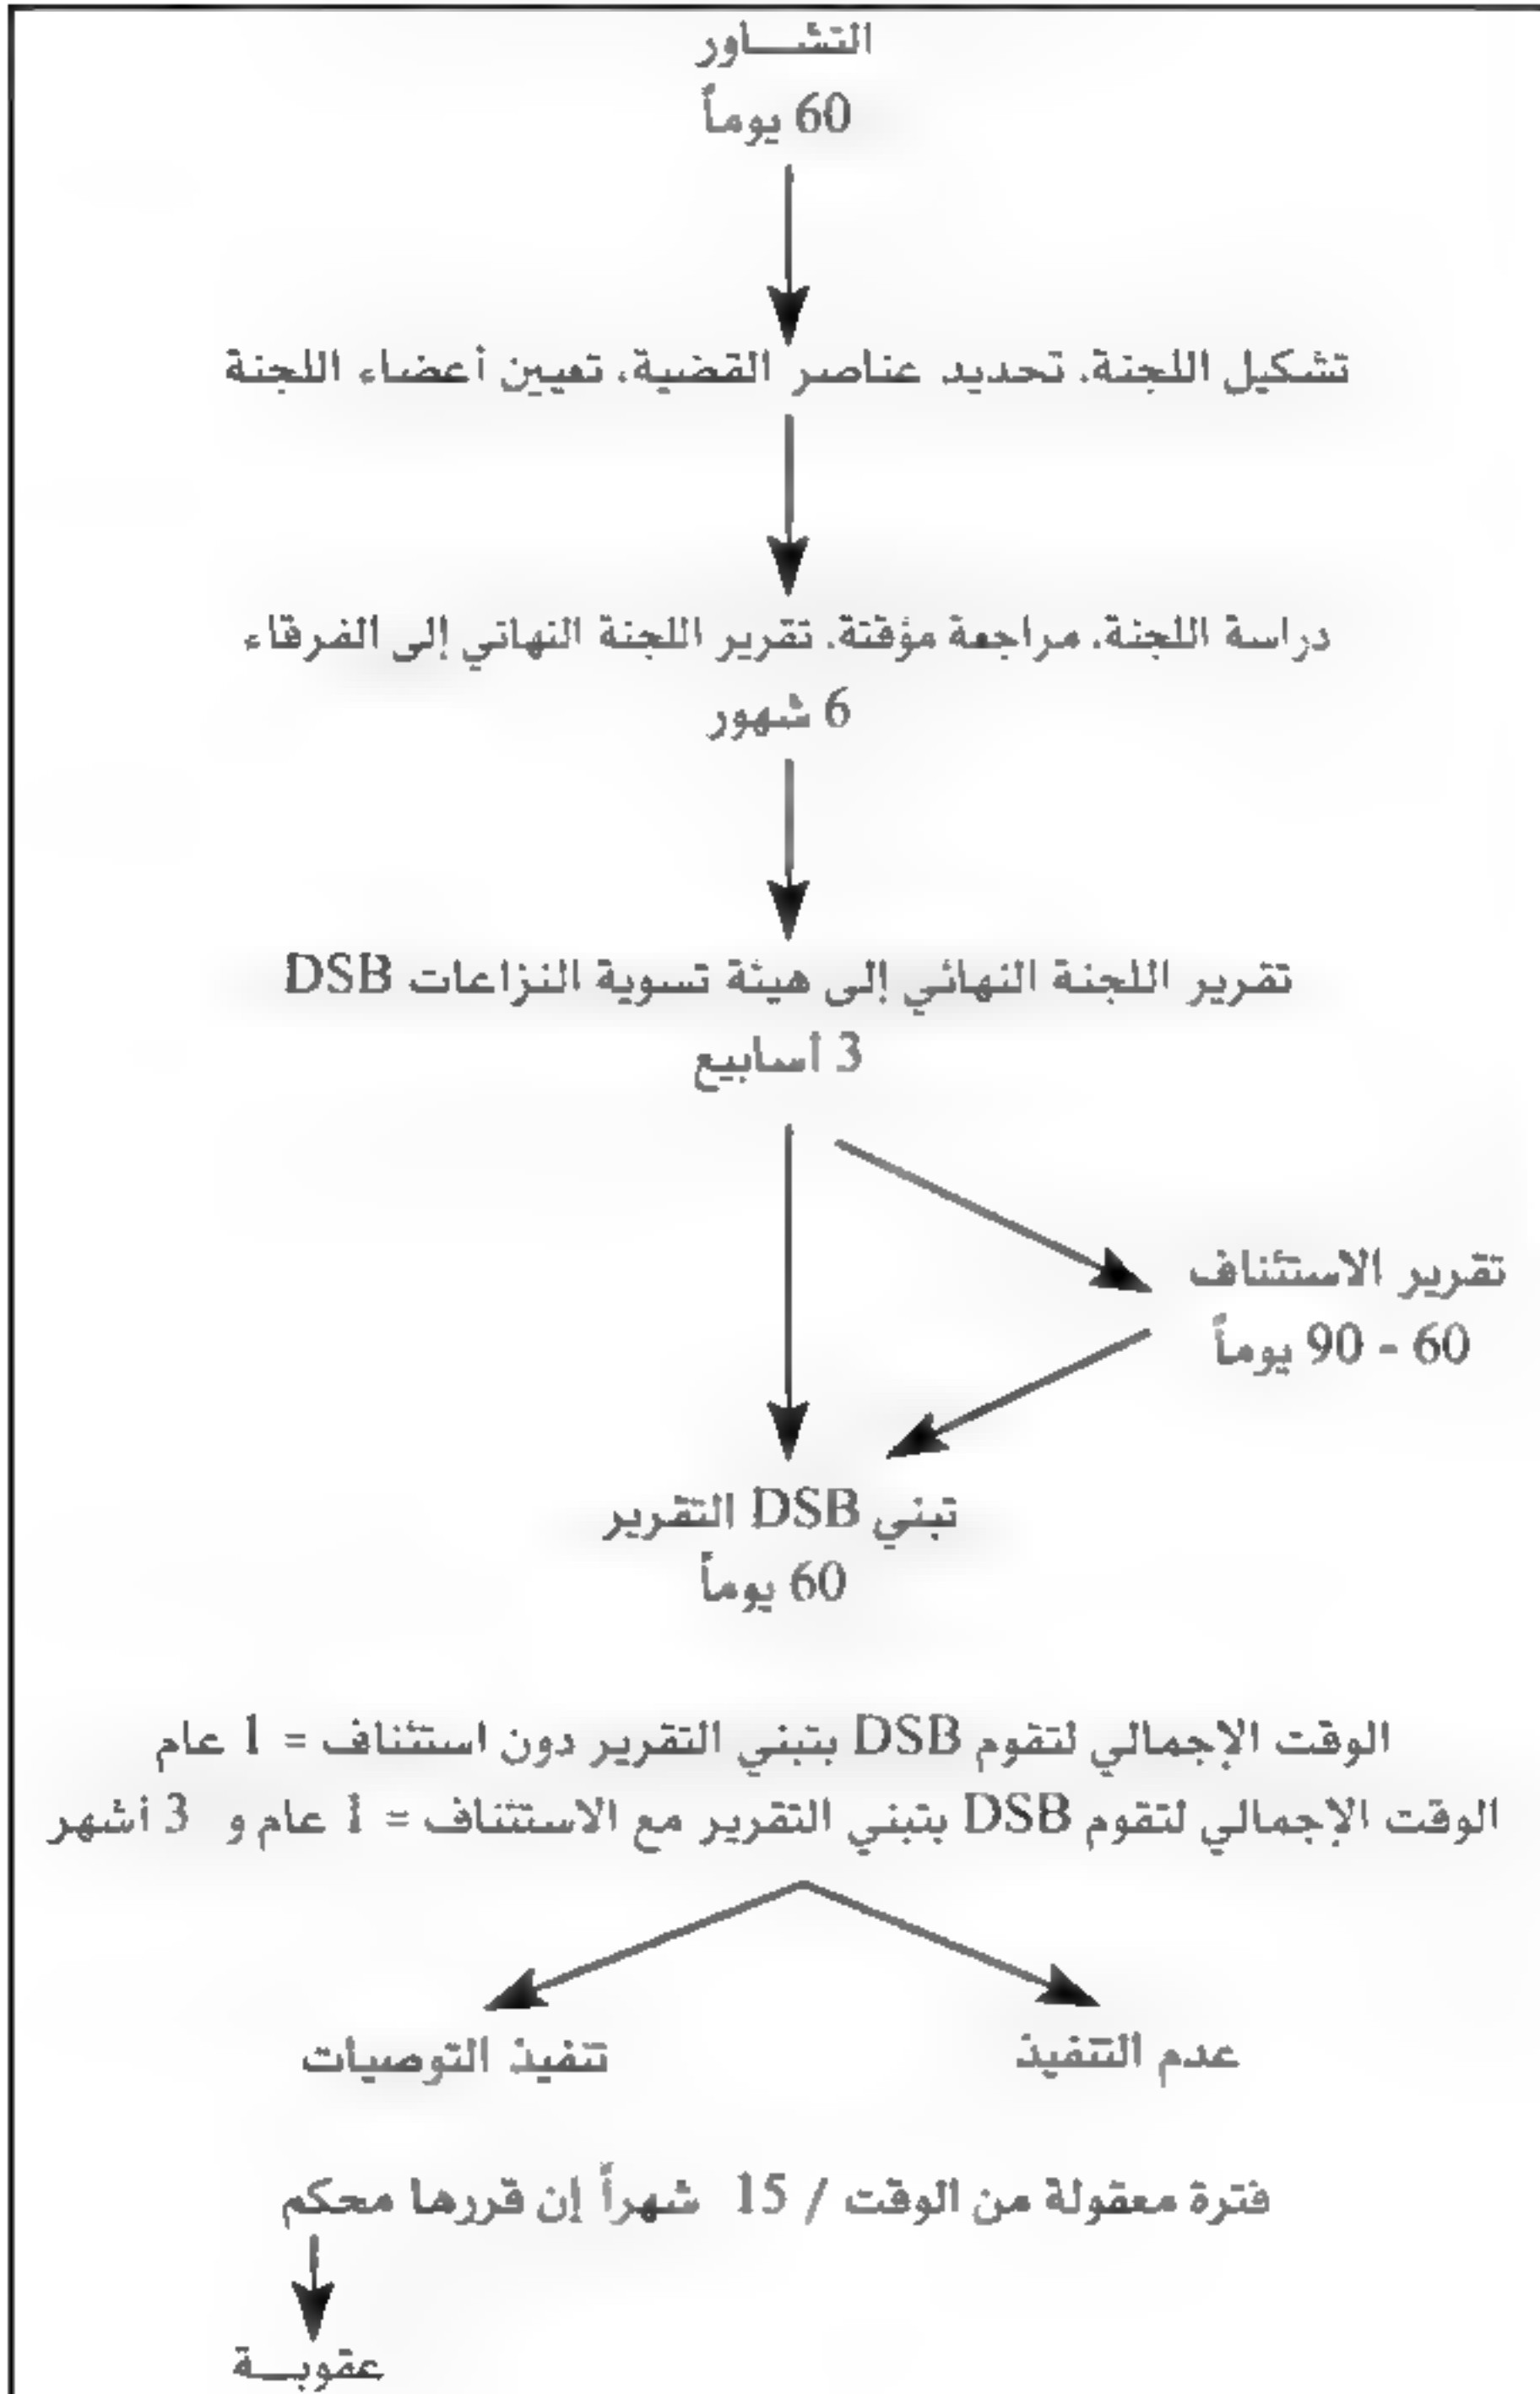 التشـــاور
60 يوماً
تشكيل اللجنة. تحديد عناصر القضية. تعيين أعضاء اللجنة
دراسة اللجنة. مراجعة مؤقتة. تقرير اللجنة النهائي إلى الفرقاء
6 شهور
تقرير اللجنة النهائي إلى هيئة تسوية النزاعات DSB
3 أسابيع
تقرير الاستئناف
60 - 90 يوماً
تبني DSB التقرير
60 يوماً
الوقت الإجمالي لتقوم DSB بتبني التقرير دون استئناف = 1 عام
الوقت الإجمالي لتقوم DSB بتبني التقرير مع الاستئناف = 1 عام و 3 أشهر
عدم التنفيذ
تنفيذ التوصيات
فترة معقولة من الوقت / 15 شهراً إن قررها محكم
عقوبـــة